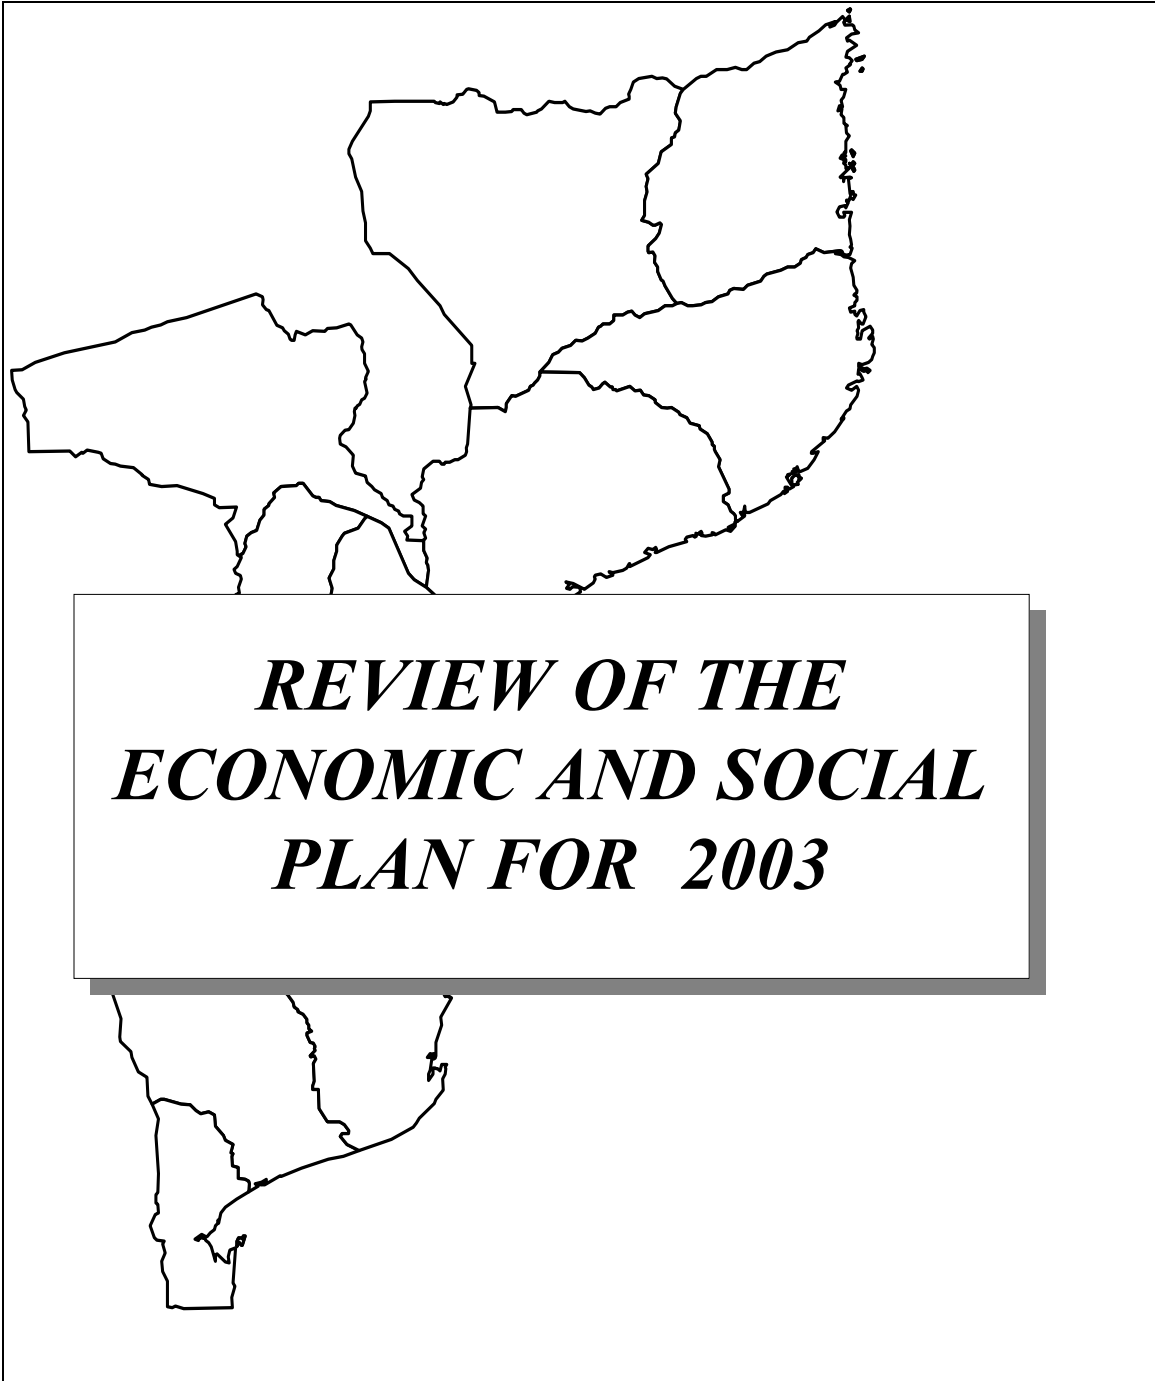 REVIEW OF THE
ECONOMIC AND SOCIAL
PLAN FOR  2003